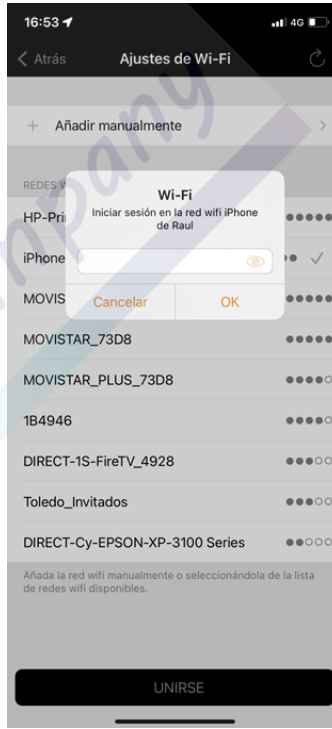 16:53
4G
Atrás
Ajustes de Wi-Fi
+ Añadir manualmente
REDES
Wi-Fi
Iniciar sesión en la red wifi iPhone
de Raul
HP-Pri
iPhone
Cancelar
OK
MOVIS
MOVISTAR_73D8
MOVISTAR_PLUS_73D8
1B4946
DIRECT-1S-FireTV_4928
Toledo_Invitados
DIRECT-Cy-EPSON-XP-3100 Series
Añada la red wifi manualmente o seleccionándola de la lista
de redes wifi disponibles.
UNIRSE